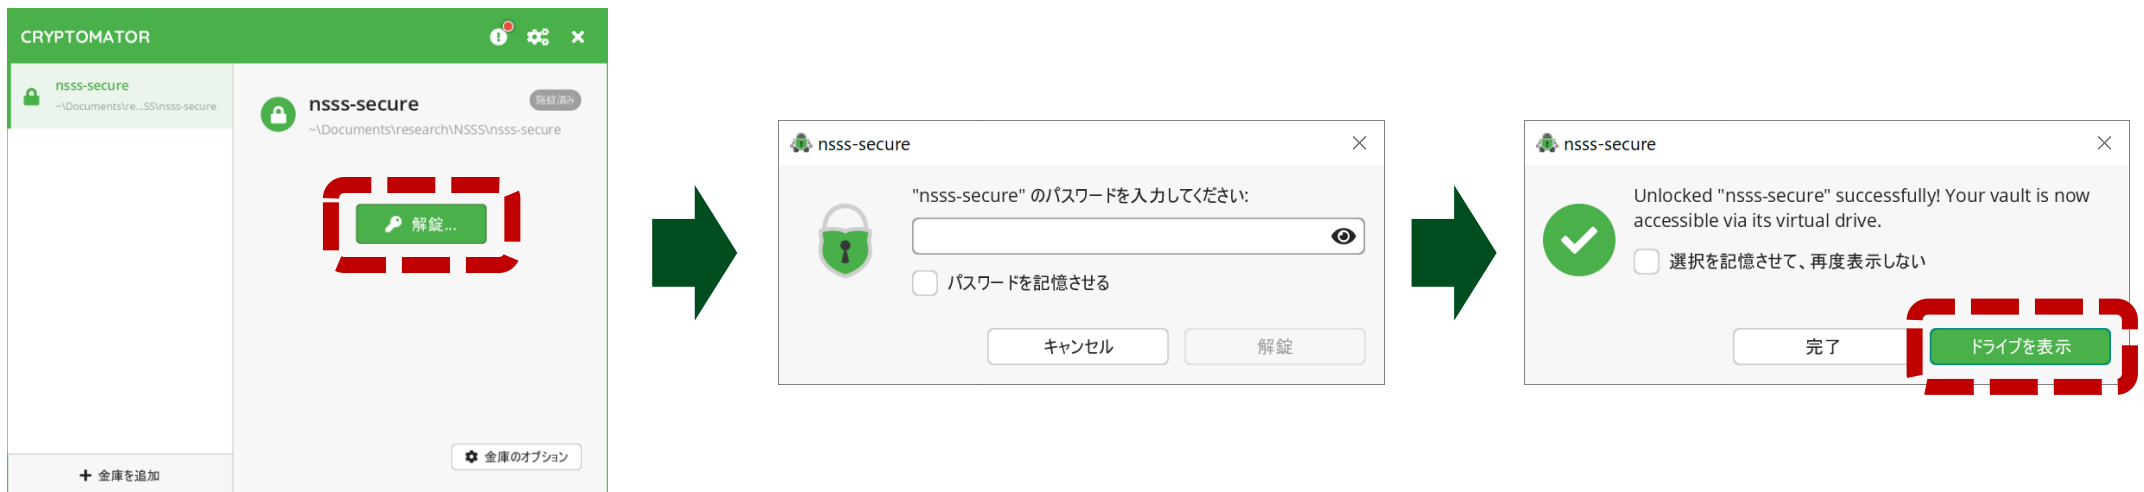 CRYPTOMATOR
nsss-secure
~\Documents\re...SS\nsss-secure
nsss-secure
施錠済み
~\Documents\research\NSSS\nsss-secure
解錠...
金庫のオプション
金庫を追加
nsss-secure
"nsss-secure" のパスワードを入力してください:
パスワードを記憶させる
キャンセル
解錠
nsss-secure
Unlocked "nsss-secure" successfully! Your vault is now
accessible via its virtual drive.
選択を記憶させて、再度表示しない
完了
ドライブを表示